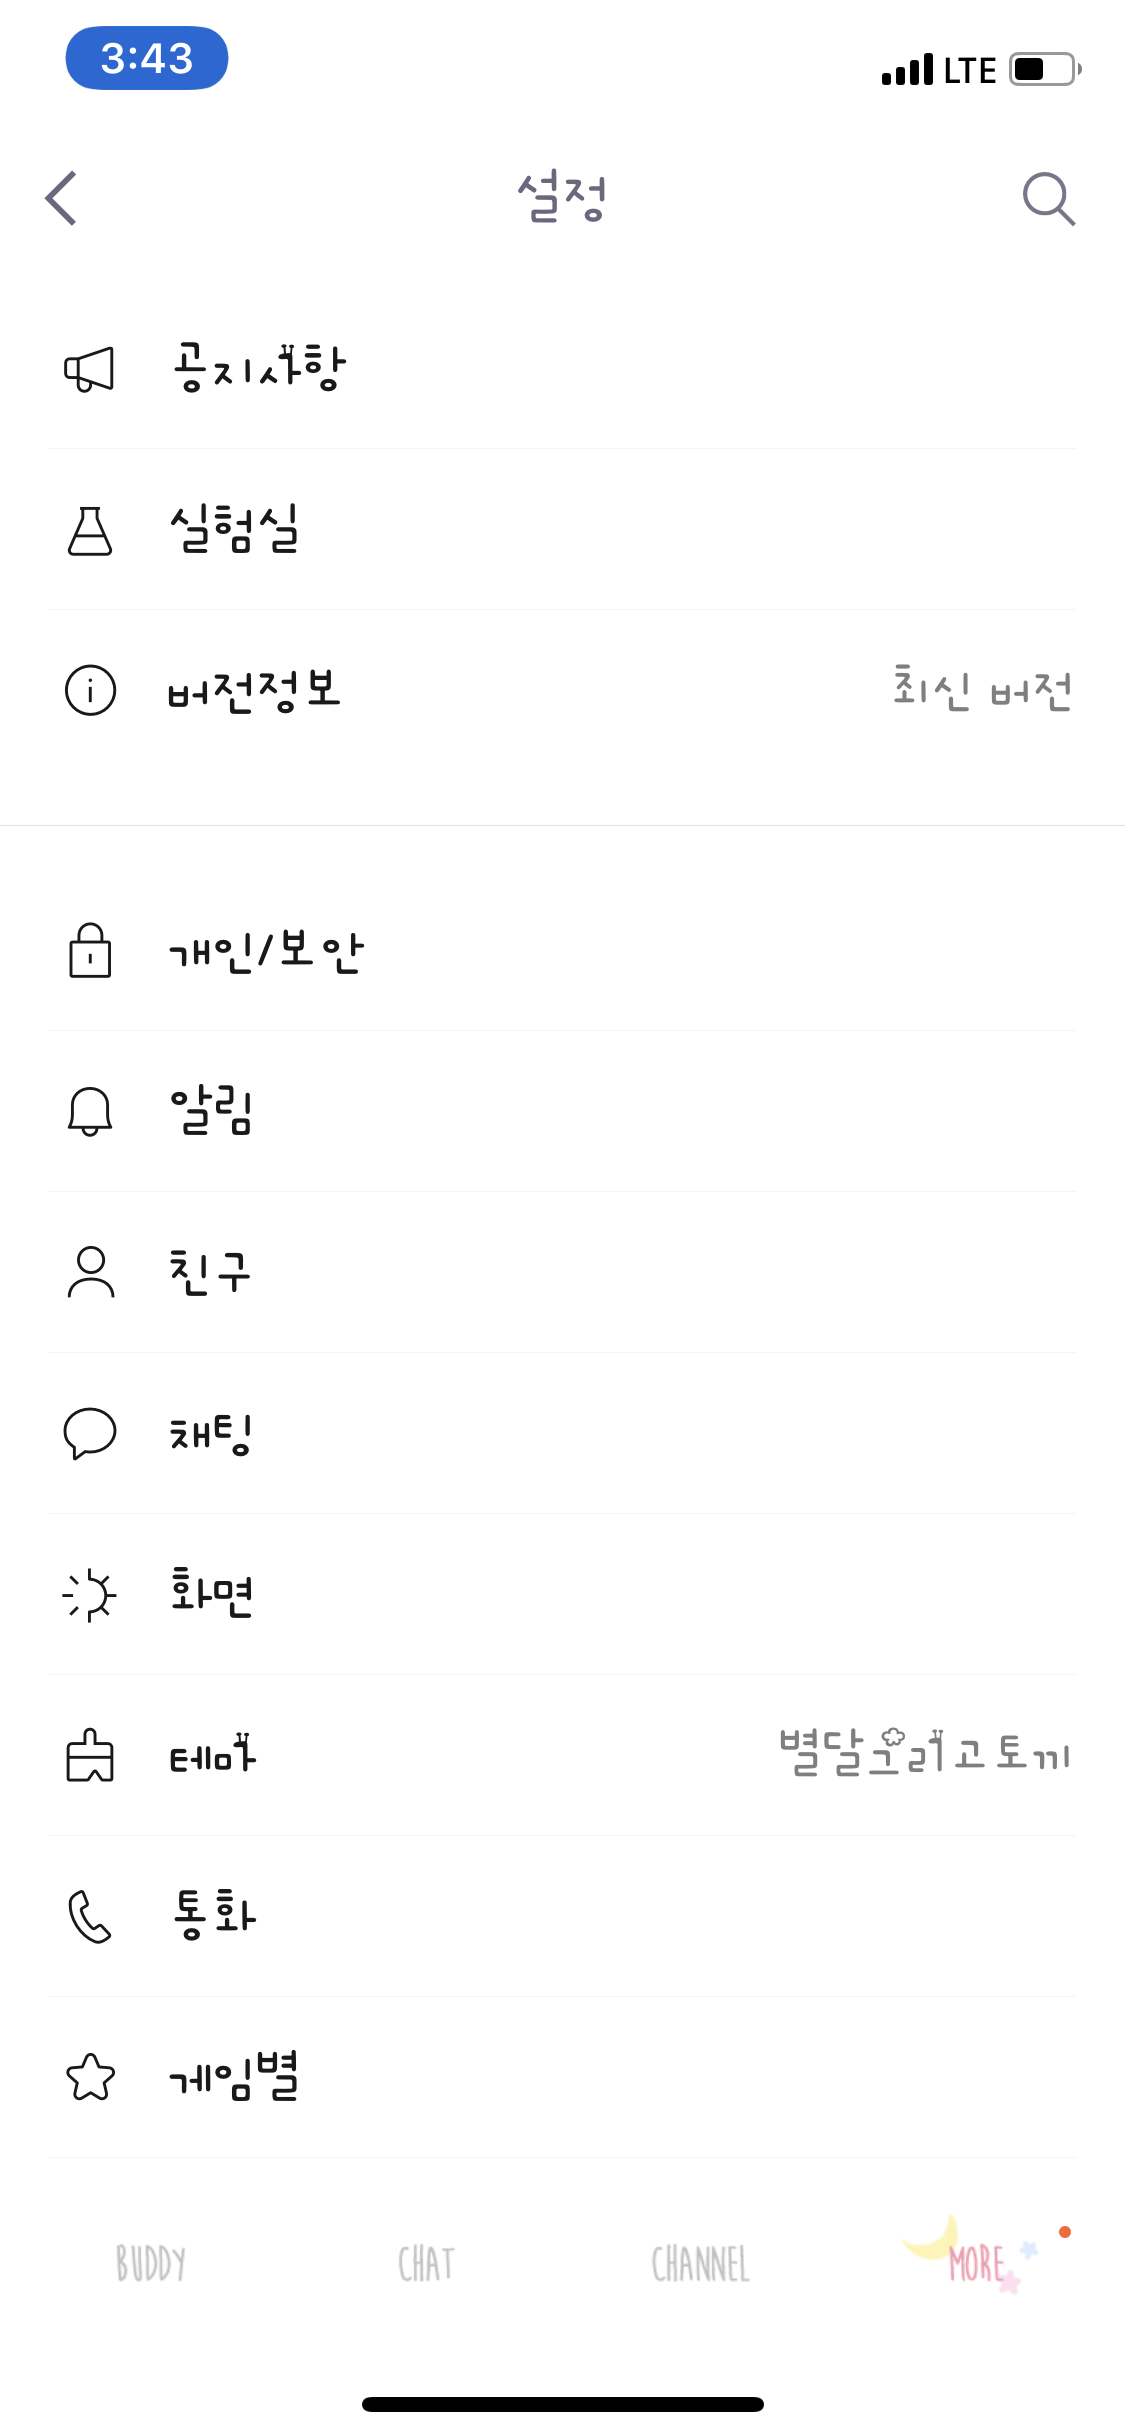 3:43
LTE
설정
공지사항
실험실
버전정보
최신 버전
개인/보안
알림
친구
채팅
화면
테마
별달그리고토끼
통화
게임별
BUDDY
CHAT
CHANNEL
MORE